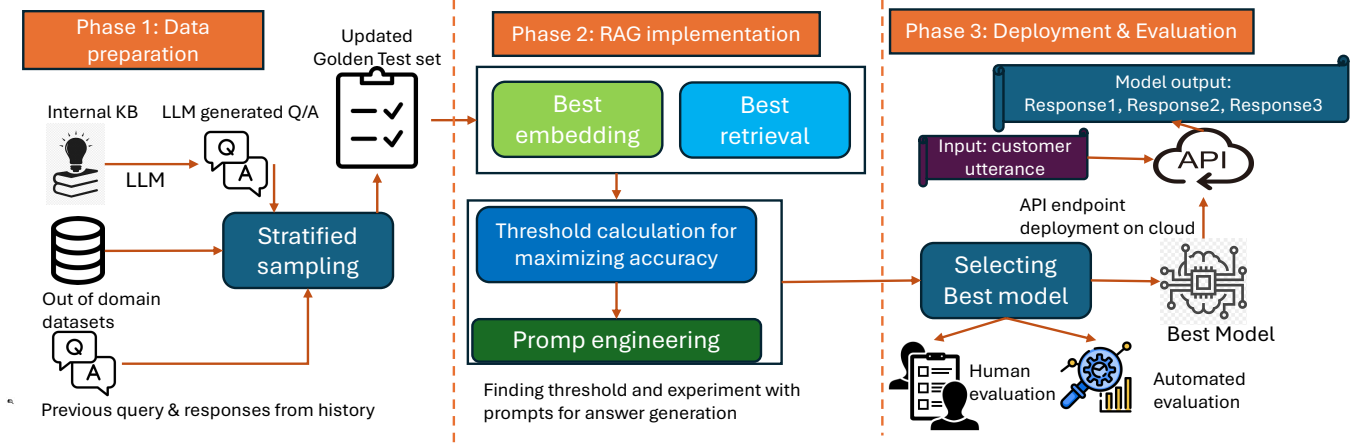 Phase 1: Data
preparation
Updated
Golden Test set
Internal KB
LLM generated Q/A
Q
A
LLM
Stratified
sampling
Out of domain
datasets
Q
A
Previous query & responses from history
Phase 2: RAG implementation
Best
embedding
Best
retrieval
Threshold calculation for
maximizing accuracy
Promp engineering
Finding threshold and experiment with
prompts for answer generation
Phase 3: Deployment & Evaluation
Model output:
Response1, Response2, Response3
Input: customer
utterance
API
API endpoint
deployment on cloud
Selecting
Best model
Best Model
Human
evaluation
Automated
evaluation